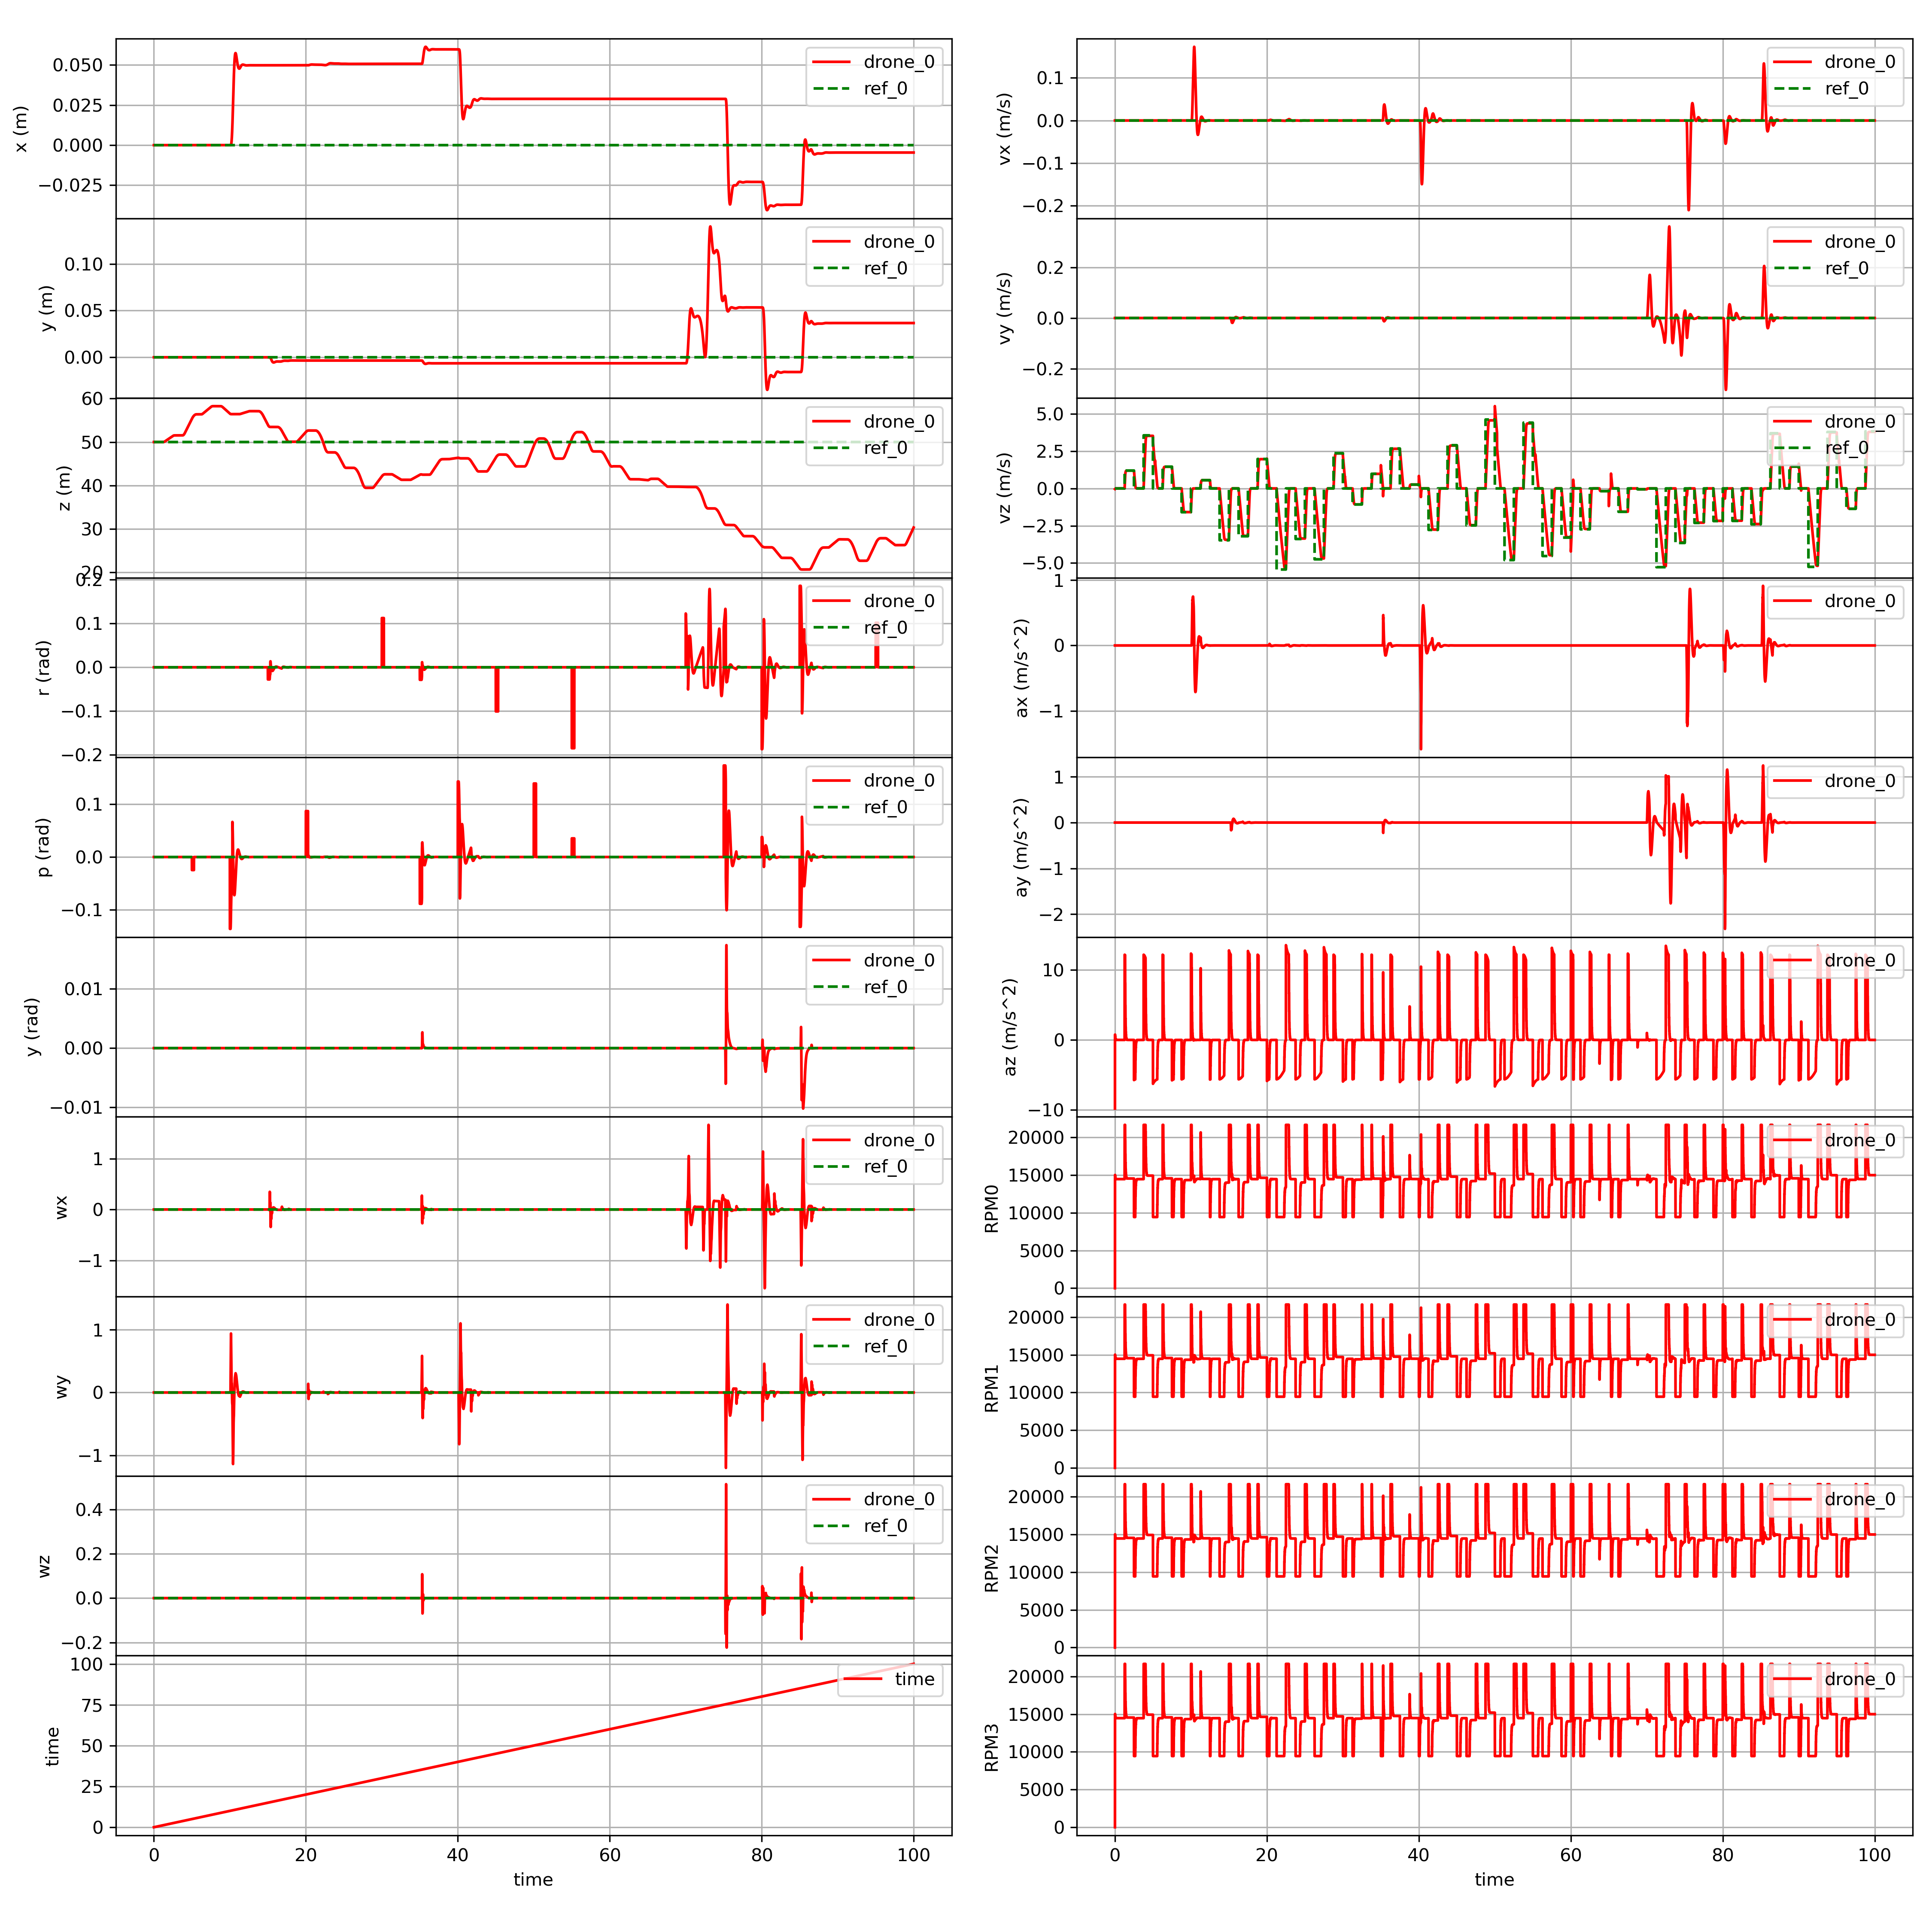 x (m)
0.050
0.025
0.000
−0.025
drone_0
ref_0
y (m)
0.10
0.05
0.00
drone_0
ref_0
z (m)
60
50
40
30
20
drone_0
ref_0
r (rad)
0.2
0.1
0.0
−0.1
−0.2
drone_0
ref_0
p (rad)
0.1
0.0
−0.1
drone_0
ref_0
y (rad)
0.01
0.00
−0.01
drone_0
ref_0
wx
1
0
−1
drone_0
ref_0
wy
1
0
−1
drone_0
ref_0
wz
0.4
0.2
0.0
−0.2
drone_0
ref_0
time
100
75
50
25
0
time
0 20 40 60 80 100
time
vx (m/s)
0.1
0.0
−0.1
−0.2
drone_0
ref_0
vy (m/s)
0.2
0.0
−0.2
drone_0
ref_0
vz (m/s)
5.0
2.5
0.0
−2.5
−5.0
drone_0
ref_0
ax (m/s^2)
1
0
−1
drone_0
ay (m/s^2)
1
0
−1
−2
drone_0
az (m/s^2)
10
0
−10
drone_0
RPM0
20000
15000
10000
5000
0
drone_0
RPM1
20000
15000
10000
5000
0
drone_0
RPM2
20000
15000
10000
5000
0
drone_0
RPM3
20000
15000
10000
5000
0
drone_0
0 20 40 60 80 100
time